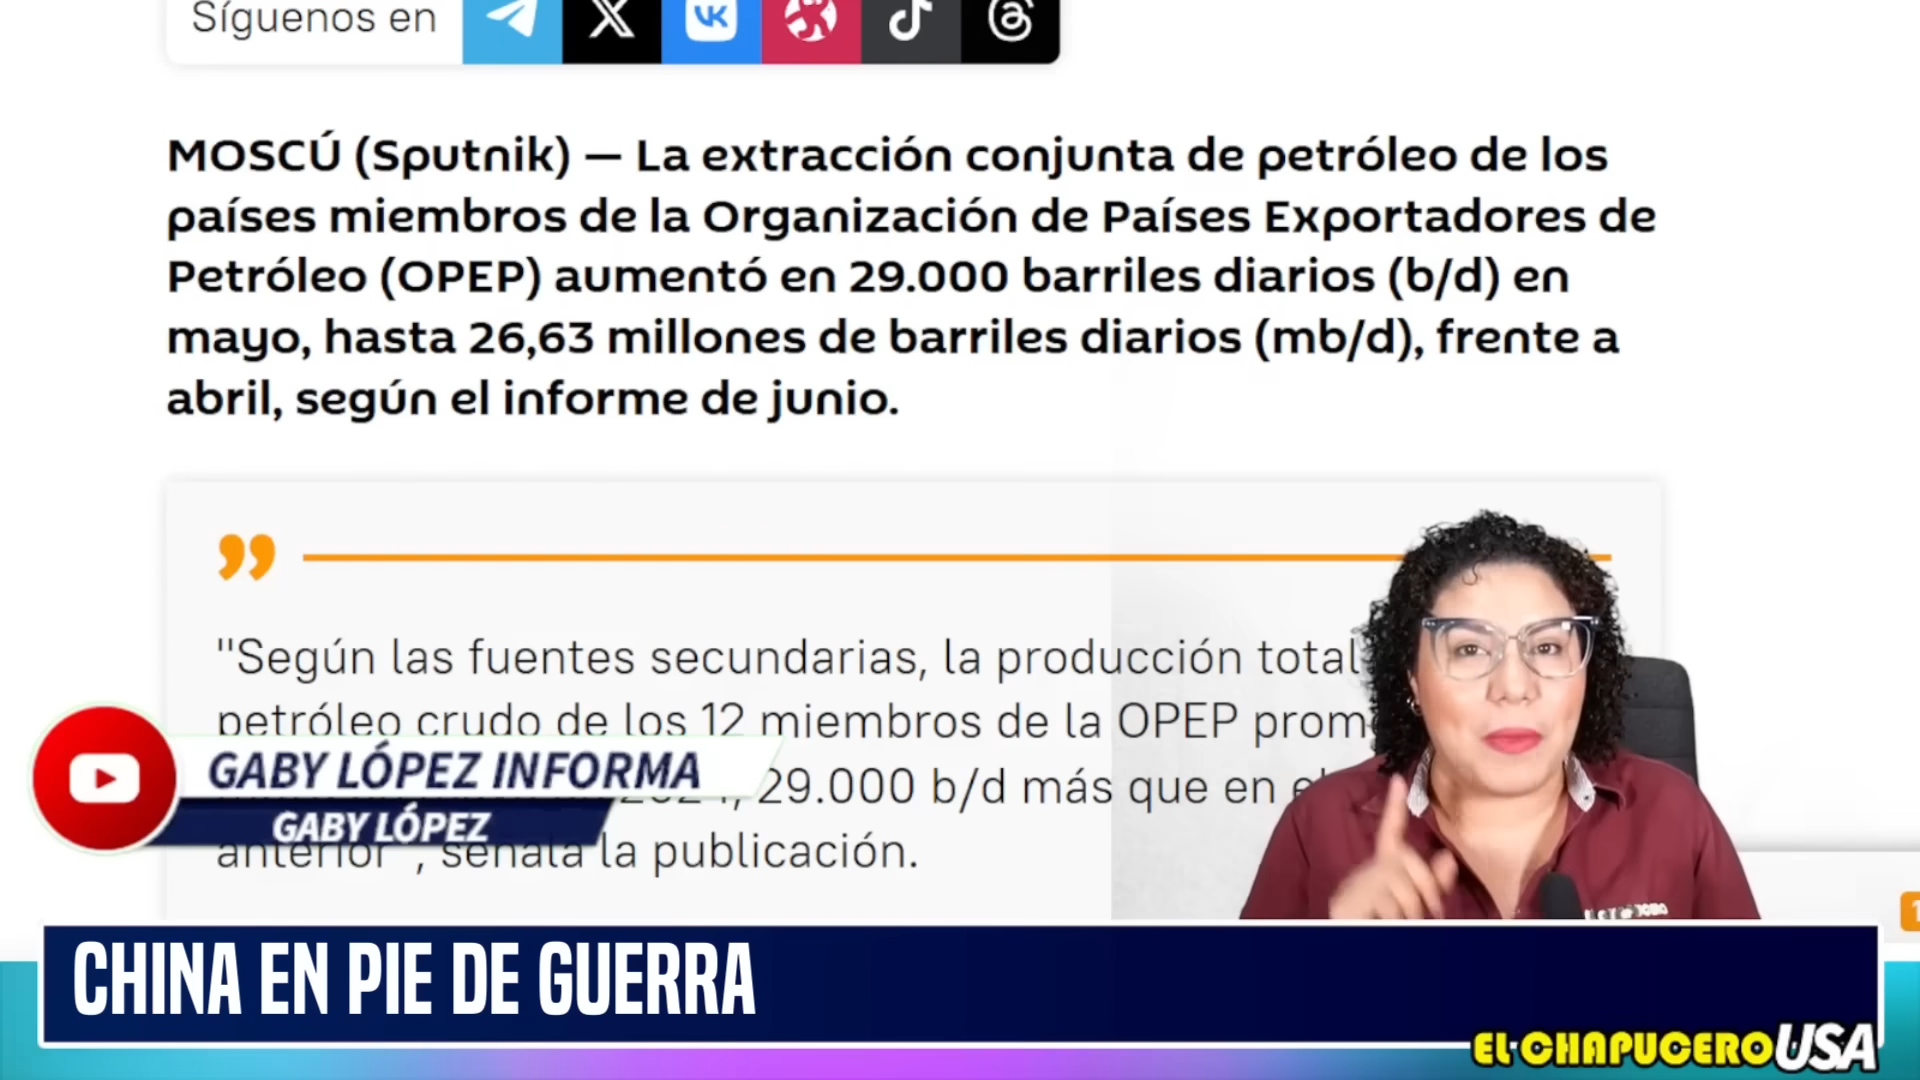 Síguenos en
MOSCÚ (Sputnik) — La extracción conjunta de petróleo de los
países miembros de la Organización de Países Exportadores de
Petróleo (OPEP) aumentó en 29.000 barriles diarios (b/d) en
mayo, hasta 26,63 millones de barriles diarios (mb/d), frente a
abril, según el informe de junio.
"Según las fuentes secundarias, la producción total
petróleo crudo de los 12 miembros de la OPEP
29.000 b/d más que en
anterior", señala la publicación.
GABY LÓPEZ INFORMA
GABY LÓPEZ
CHINA EN PIE DE GUERRA
EL CHAPUCERO USA